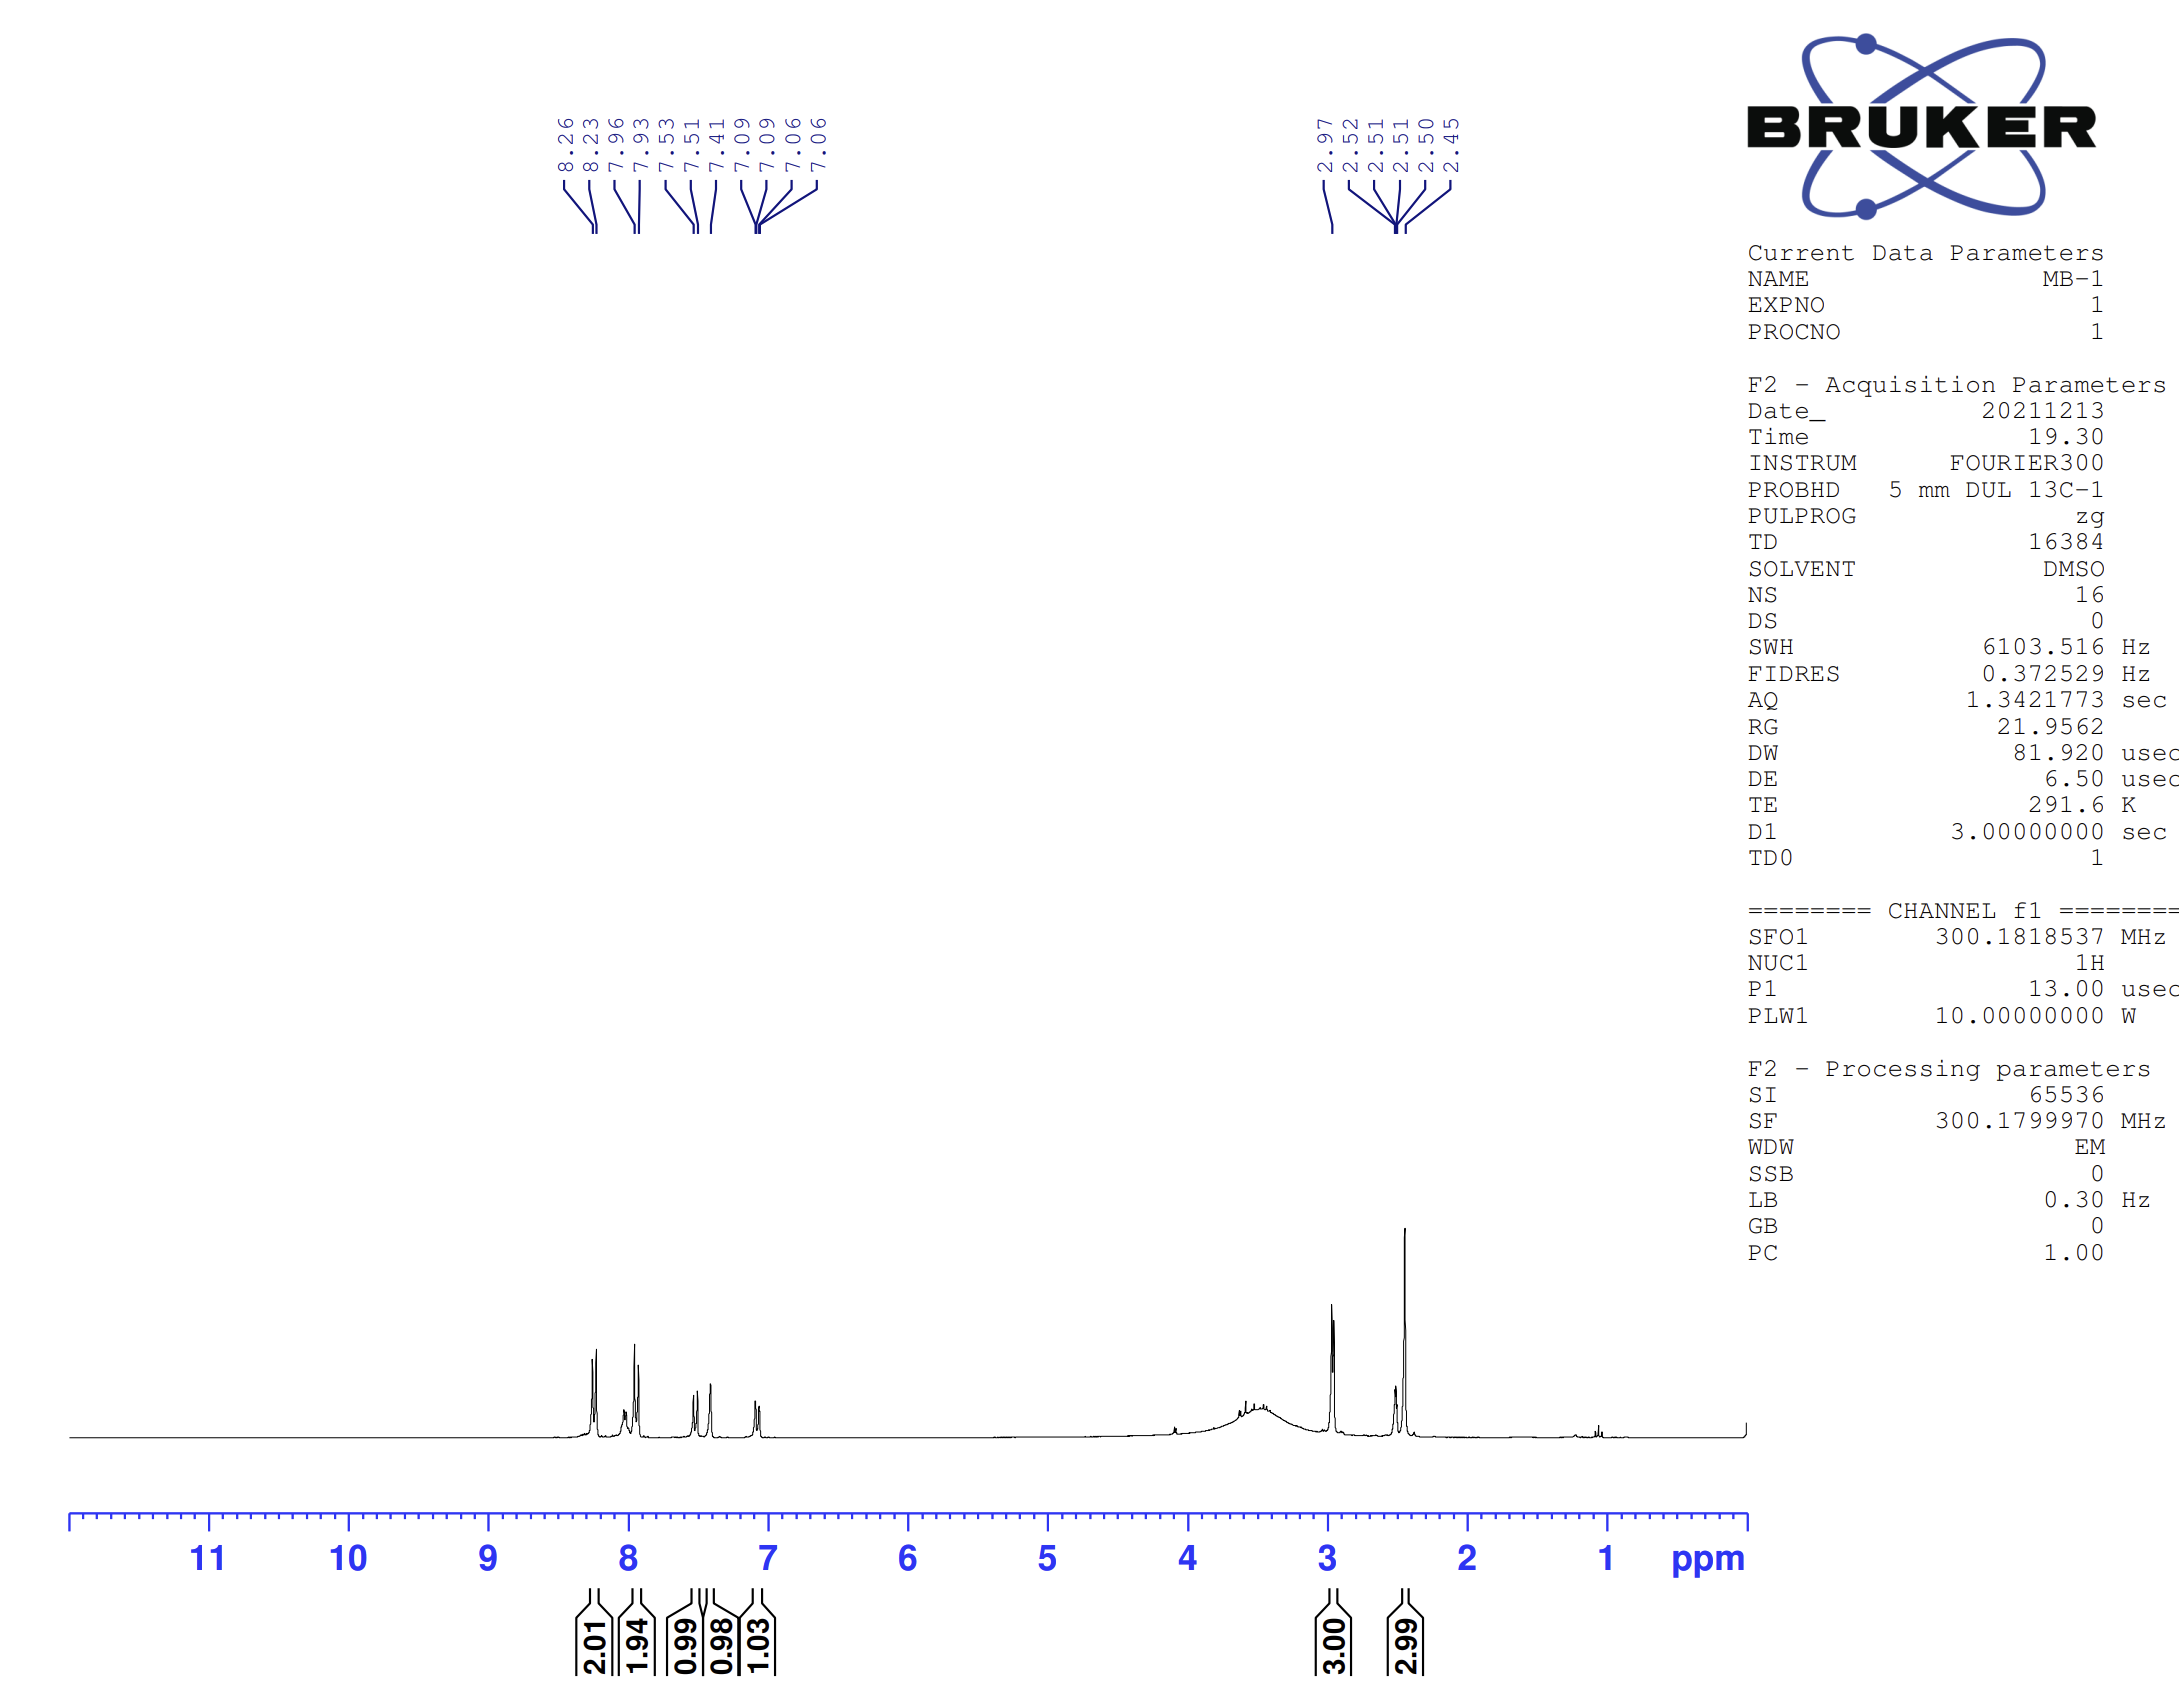 8.26
8.23
7.96
7.93
7.53
7.51
7.41
7.09
7.09
7.06
7.06
2.97
2.52
2.51
2.51
2.50
2.45
BRUKER
Current Data Parameters
NAME MB-1
EXPNO 1
PROCNO 1
F2 - Acquisition Parameters
Date_ 20211213
Time 19.30
INSTRUM FOURIER300
PROBHD 5 mm DUL 13C-1
PULPROG zg
TD 16384
SOLVENT DMSO
NS 16
DS 0
SWH 6103.516 Hz
FIDRES 0.372529 Hz
AQ 1.3421773 sec
RG 21.9562
DW 81.920 usec
DE 6.50 usec
TE 291.6 K
D1 3.00000000 sec
TD0 1
======== CHANNEL f1 ========
SFO1 300.1818537 MHz
NUC1 1H
P1 13.00 usec
PLW1 10.00000000 W
F2 - Processing parameters
SI 65536
SF 300.1799970 MHz
WDW EM
SSB 0
LB 0.30 Hz
GB 0
PC 1.00
11 10 9 8 7 6 5 4 3 2 1 ppm
2.01
1.94
0.99
0.98
1.03
3.00
2.99